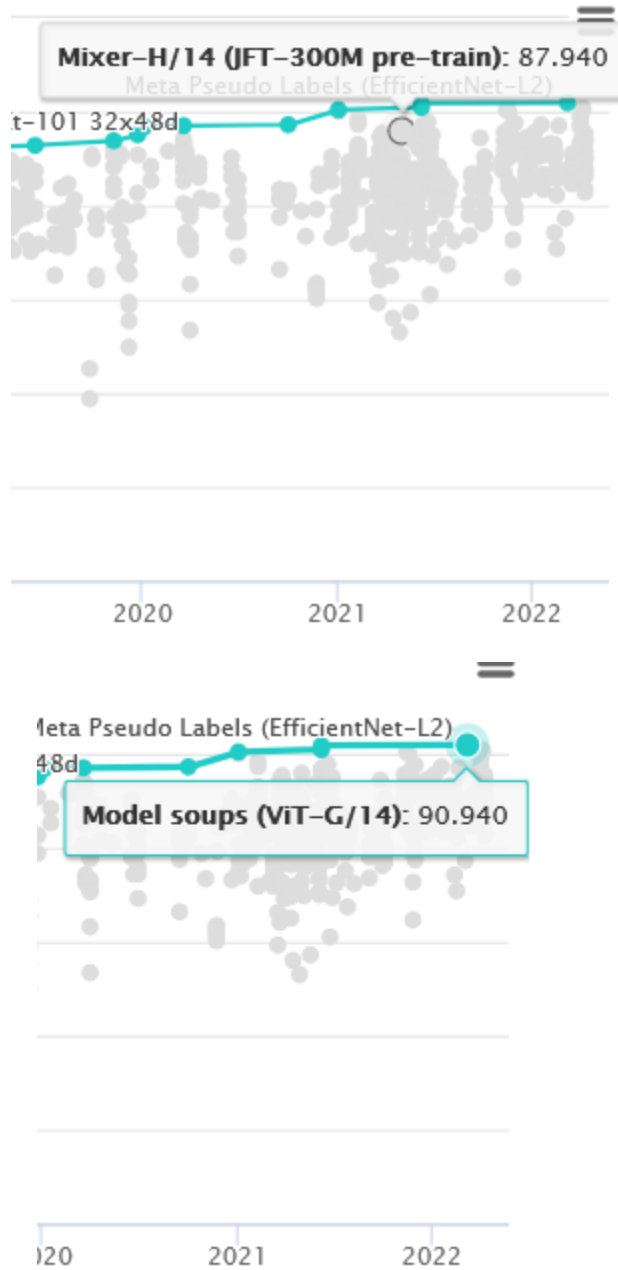 Mixer-H/14 (JFT-300M pre-train): 87.940
Meta Pseudo Labels (EfficientNet-L2)
t-101 32x48d
2020
2021
2022
Meta Pseudo Labels (EfficientNet-L2)
48d
Model soups (ViT-G/14): 90.940
020
2021
2022